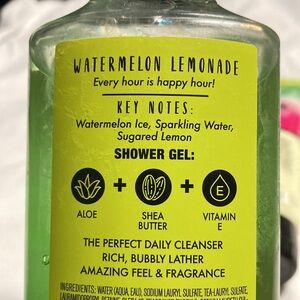 WATERMELON LEMONADE
Every hour is happy hour!
KEY NOTES:
Watermelon Ice, Sparkling Water,
Sugared Lemon
SHOWER GEL:
+ +
E
ALOE SHEA BUTTER VITAMIN E
THE PERFECT DAILY CLEANSER
RICH, BUBBLY LATHER
AMAZING FEEL & FRAGRANCE
INGREDIENTS: WATER (AQUA, EAU), SODIUM LAURYL SULFATE, TEA-LAURYL SULFATE,